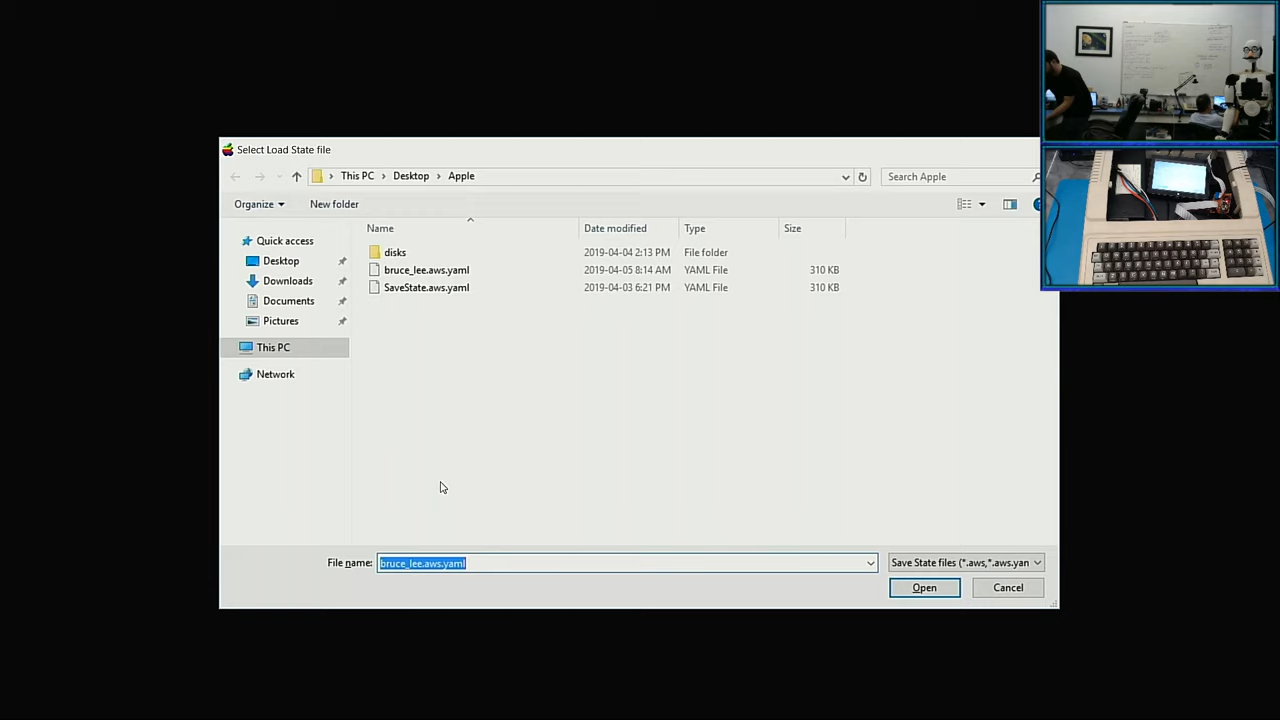 Select Load State file
This PC > Desktop > Apple
Search Apple
Organize
New folder
Name Date modified Type Size
Quick access
Desktop
Downloads
Documents
Pictures
This PC
Network
disks 2019-04-04 2:13 PM File folder
bruce_lee.aws.yaml 2019-04-05 8:14 AM YAML File 310 KB
SaveState.aws.yaml 2019-04-03 6:21 PM YAML File 310 KB
File name: bruce_lee.aws.yaml
Save State files (*.aws,*.aws.yan
Open Cancel